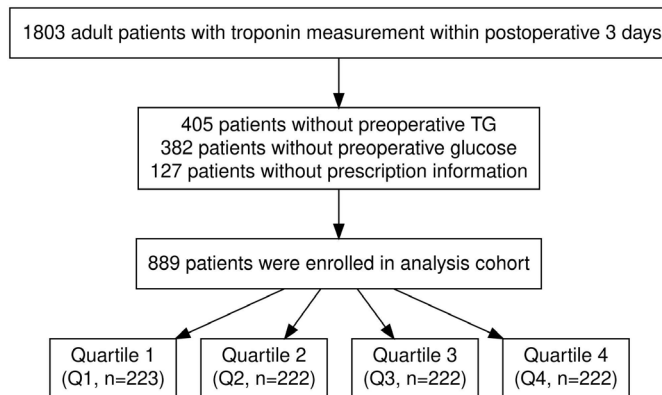 1803 adult patients with troponin measurement within postoperative 3 days
405 patients without preoperative TG
382 patients without preoperative glucose
127 patients without prescription information
889 patients were enrolled in analysis cohort
Quartile 1
(Q1, n=223)
Quartile 2
(Q2, n=222)
Quartile 3
(Q3, n=222)
Quartile 4
(Q4, n=222)